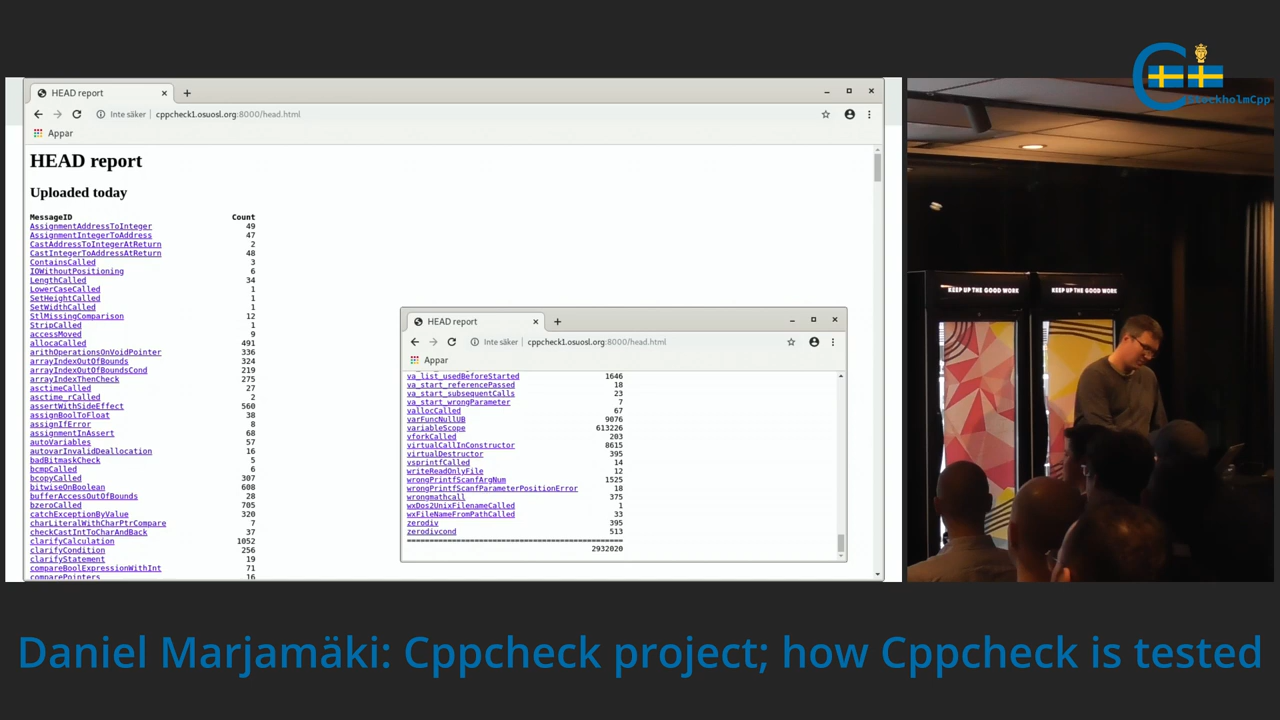 StockholmCpp
HEAD report
Inte säker cppcheck1.osuosl.org:8000/head.html
Appar
HEAD report
Uploaded today
MessageID Count
AssignmentAddressToInteger 49
AssignmentIntegerToAddress 47
CastAddressToIntegerAtReturn 2
CastIntegerToAddressAtReturn 48
ContainsCalled 3
IOWithoutPositioning 6
LengthCalled 34
LowerCaseCalled 1
SetHeightCalled 1
SetWidthCalled 1
StlMissingComparison 12
StripCalled 1
accessMoved 9
allocaCalled 491
arithOperationsOnVoidPointer 336
arrayIndexOutOfBounds 324
arrayIndexOutOfBoundsCond 219
arrayIndexThenCheck 275
asctimeCalled 27
asctime_rCalled 2
assertWithSideEffect 560
assignBoolToFloat 38
assignIfError 8
assignmentInAssert 68
autoVariables 57
autovarInvalidDeallocation 16
badBitmaskCheck 5
bcmpCalled 6
bcopyCalled 307
bitwiseOnBoolean 608
bufferAccessOutOfBounds 28
bzeroCalled 705
catchExceptionByValue 320
charLiteralWithCharPtrCompare 7
checkCastIntToCharAndBack 37
clarifyCalculation 1052
clarifyCondition 256
clarifyStatement 19
compareBoolExpressionWithInt 71
comparePointers 16
HEAD report
Inte säker cppcheck1.osuosl.org:8000/head.html
Appar
va_list_usedBeforeStarted 1646
va_start_referencePassed 18
va_start_subsequentCalls 23
va_start_wrongParameter 7
vallocCalled 67
varFuncNullUB 9076
variableScope 613226
vforkCalled 203
virtualCallInConstructor 8615
virtualDestructor 395
vsprintfCalled 14
writeReadOnlyFile 12
wrongPrintfScanfArgNum 1525
wrongPrintfScanfParameterPositionError 18
wrongmathcall 375
wxDos2UnixFilenameCalled 1
wxFileNameFromPathCalled 33
zerodiv 395
zerodivcond 513
================================================
2932020
KEEP UP THE GOOD WORK
KEEP UP THE GOOD WORK
Daniel Marjamäki: Cppcheck project; how Cppcheck is tested